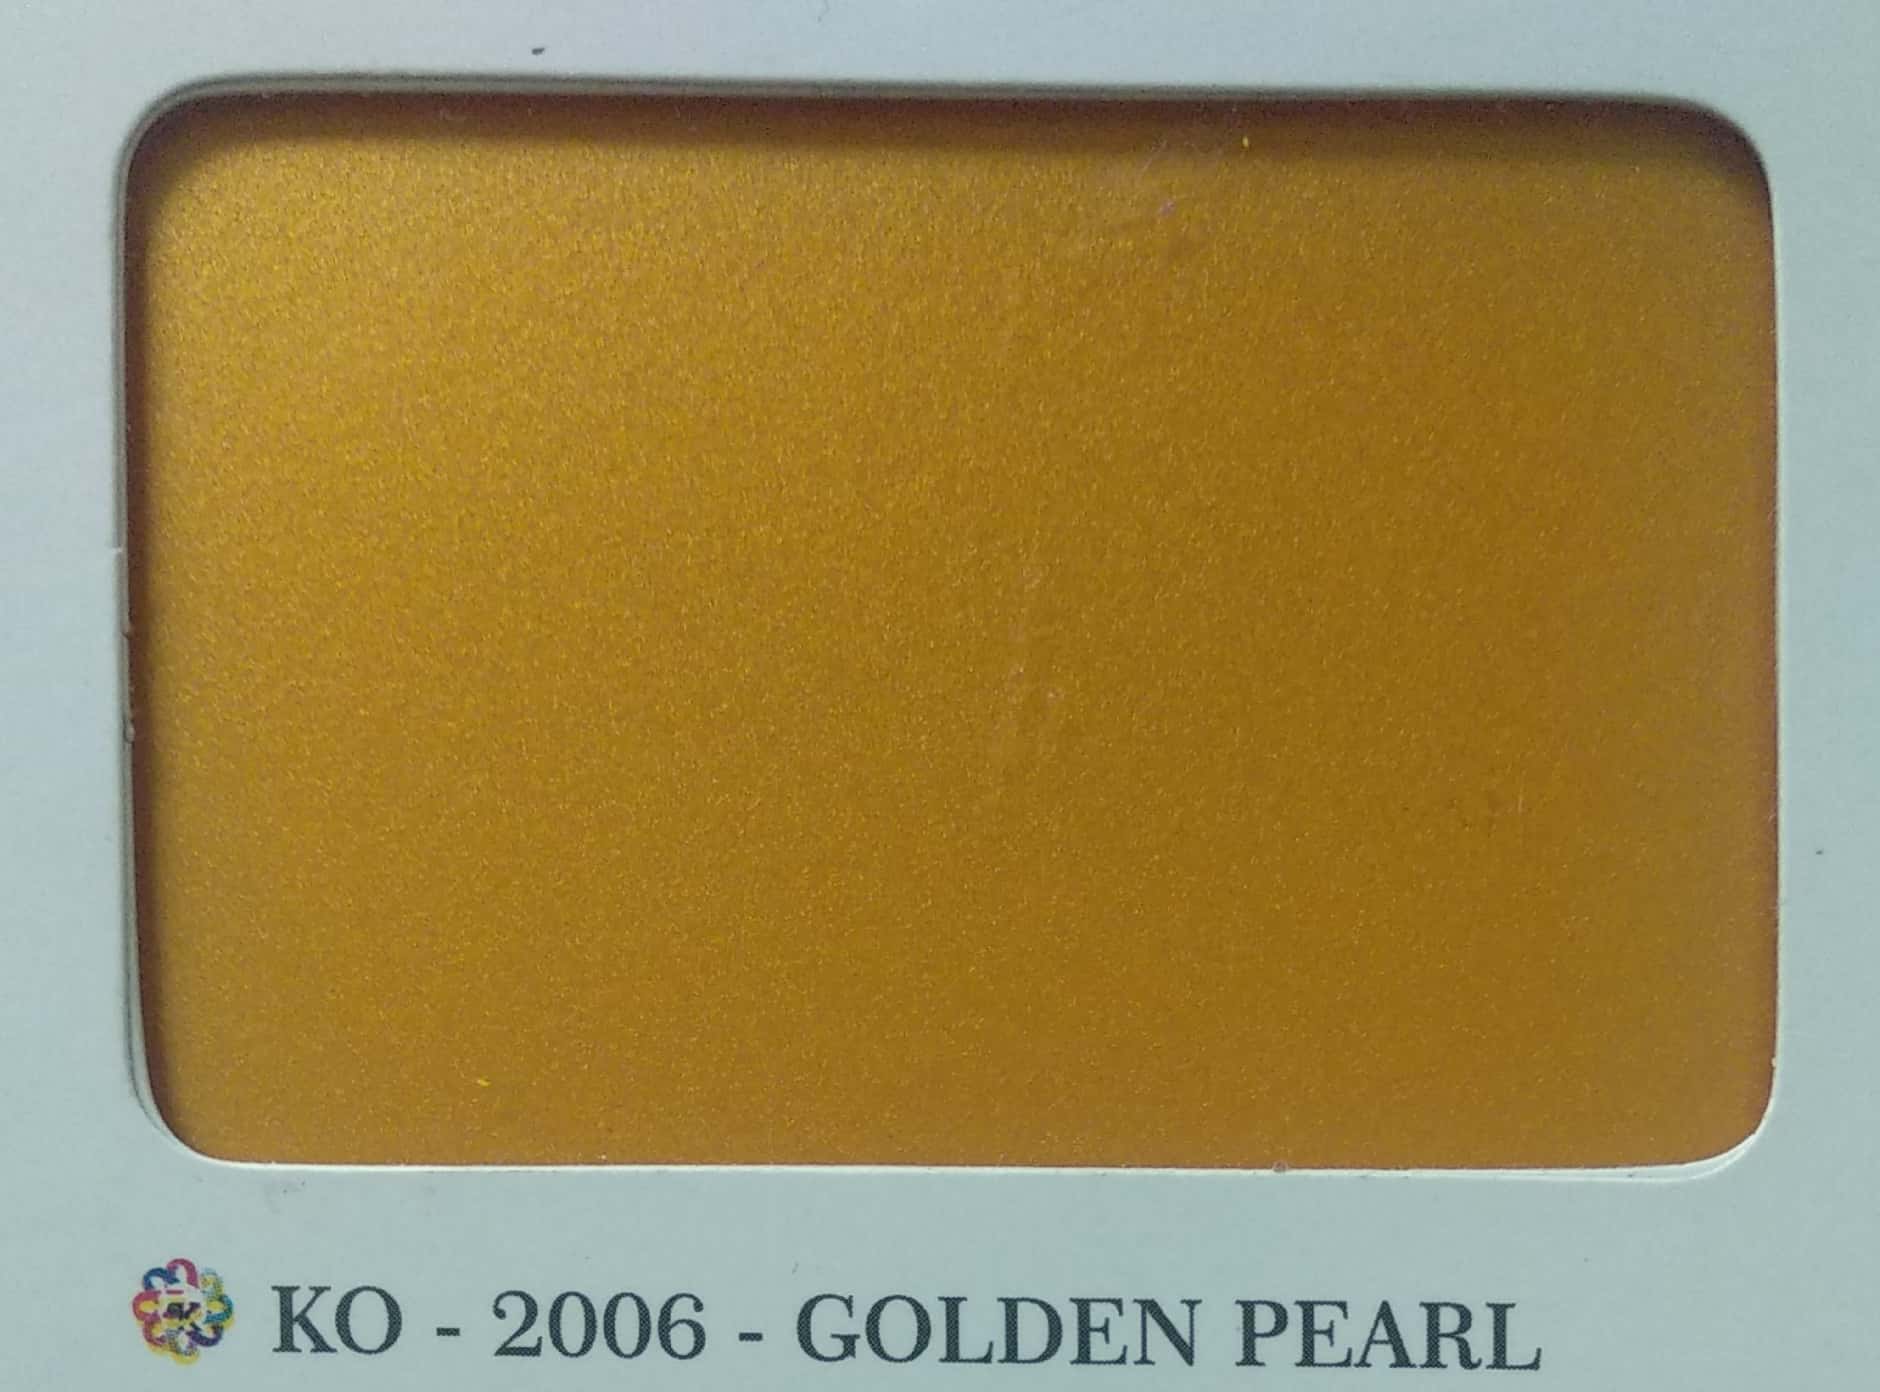 KO - 2006 - GOLDEN PEARL